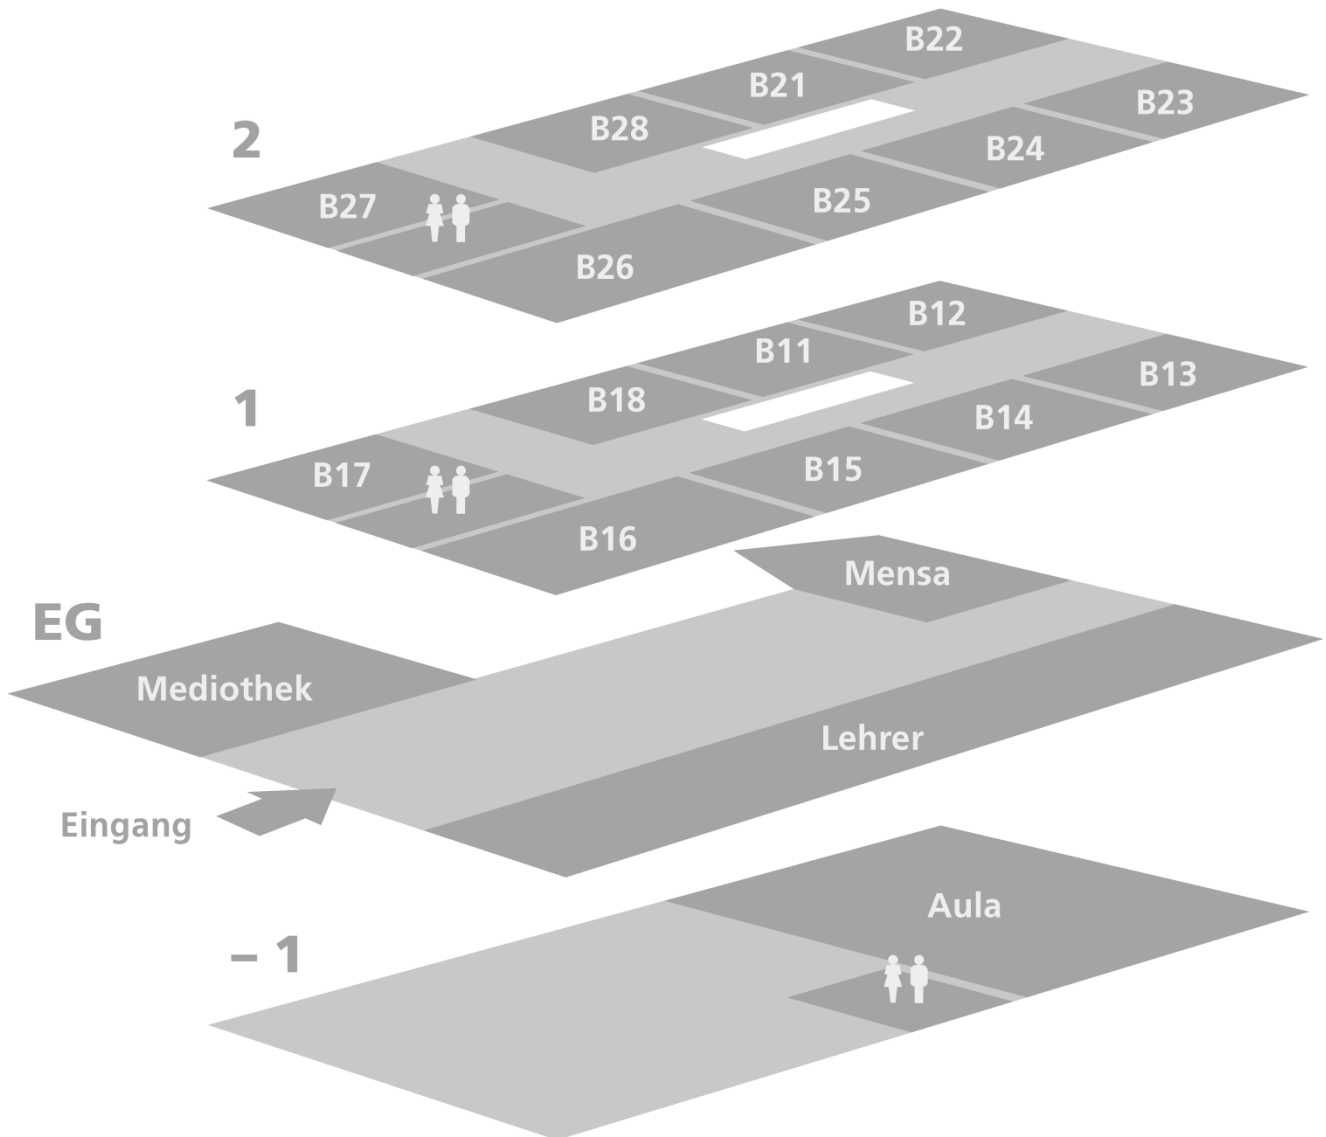 2
B22
B21
B23
B28
B24
B25
B27
B26
1
B12
B11
B13
B18
B14
B15
B17
B16
EG
Mensa
Mediothek
Lehrer
Eingang
– 1
Aula